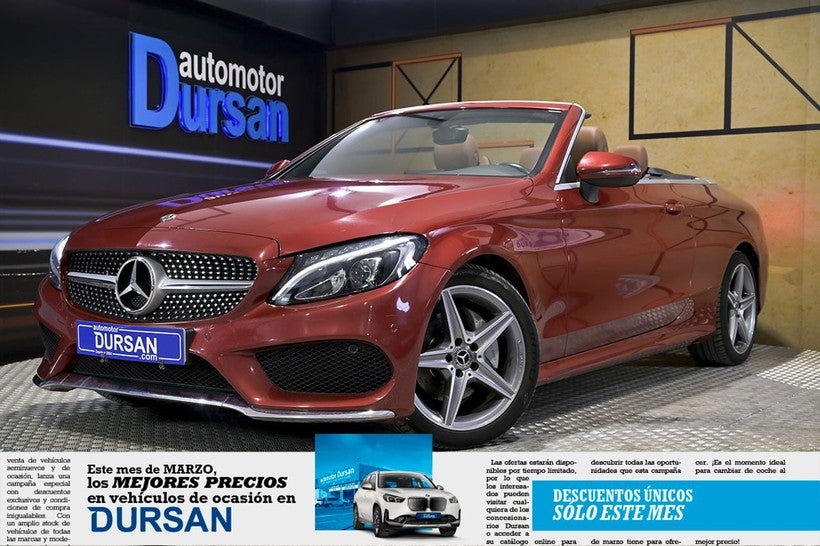 automotor
Dursan
automotor
DURSAN
.com
venta de vehículos
seminuevos y de
ocasión, lanza una
campaña especial
con descuentos
exclusivos y condi-
ciones de compra
inigualables. Con
un amplio stock de
vehículos de todas
las marcas y mode-
Este mes de MARZO,
los MEJORES PRECIOS
en vehículos de ocasión en
DURSAN
automotor Dursan
Las ofertas estarán dispo-
nibles por tiempo limitado,
por lo que
los interesa-
dos pueden
visitar cual-
quiera de los
concesiona-
rios Dursan
o acceder a
su catálogo online para
descubrir todas las oportu-
nidades que esta campaña
de marzo tiene para ofre-
cer. ¡Es el momento ideal
para cambiar de coche al
mejor precio!
DESCUENTOS ÚNICOS
SÓLO ESTE MES